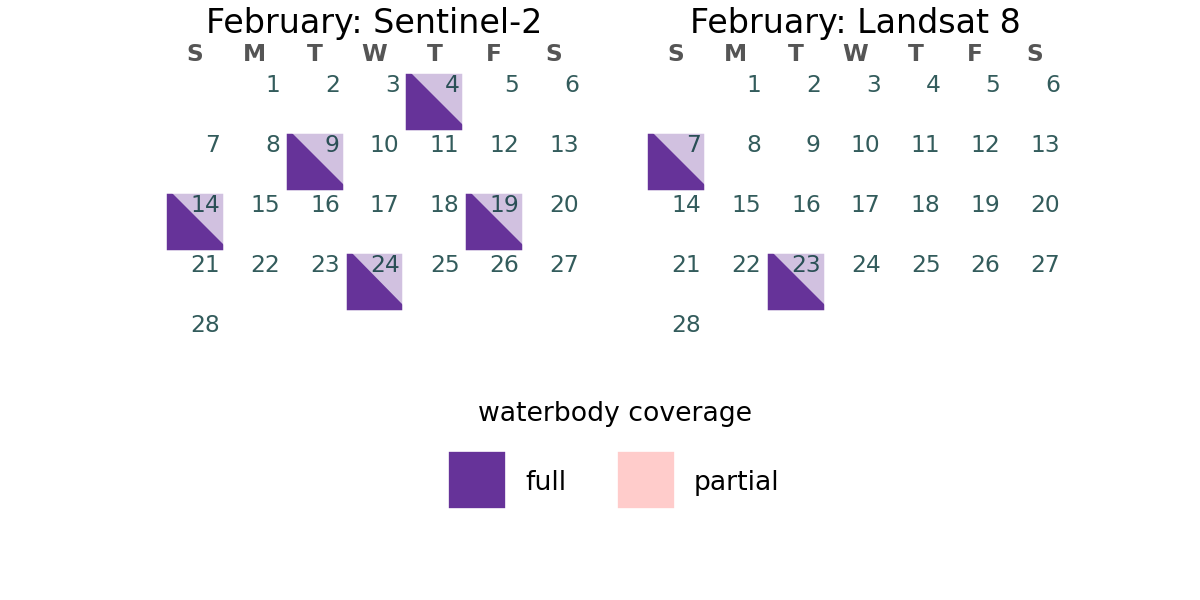 February: Sentinel-2
S M T W T F S
1 2 3 4 5 6
7 8 9 10 11 12 13
14 15 16 17 18 19 20
21 22 23 24 25 26 27
28
February: Landsat 8
S M T W T F S
1 2 3 4 5 6
7 8 9 10 11 12 13
14 15 16 17 18 19 20
21 22 23 24 25 26 27
28
waterbody coverage
full
partial